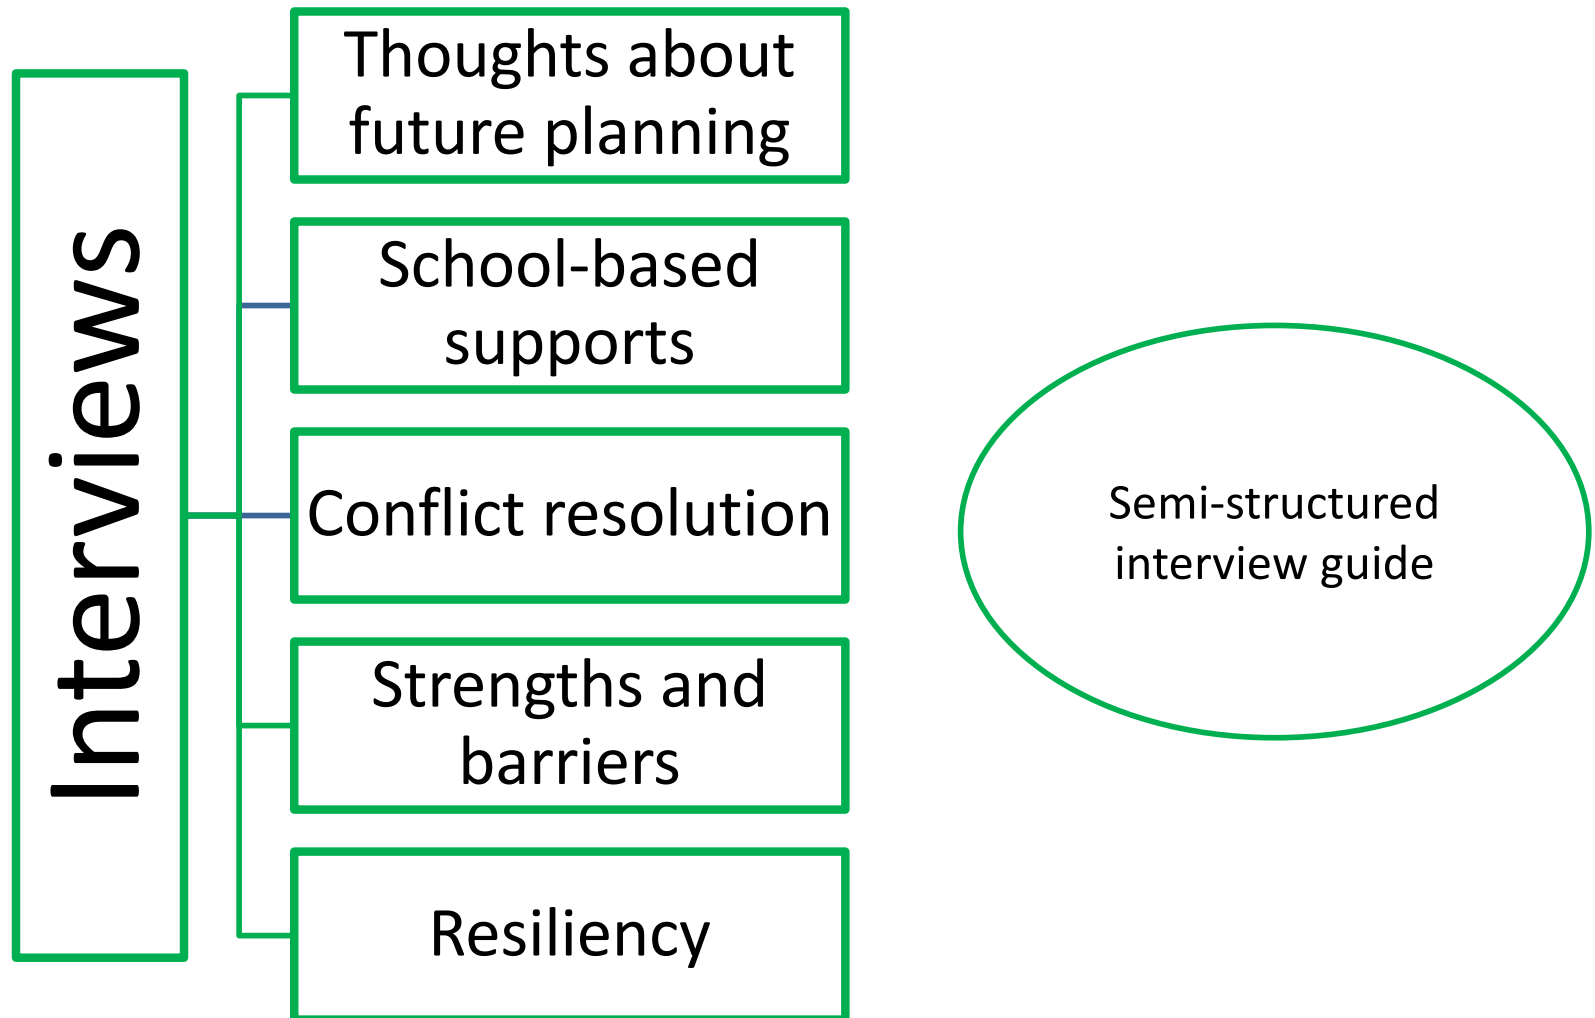 Interviews
Thoughts about
future planning
School-based
supports
Conflict resolution
Strengths and
barriers
Resiliency
Semi-structured
interview guide